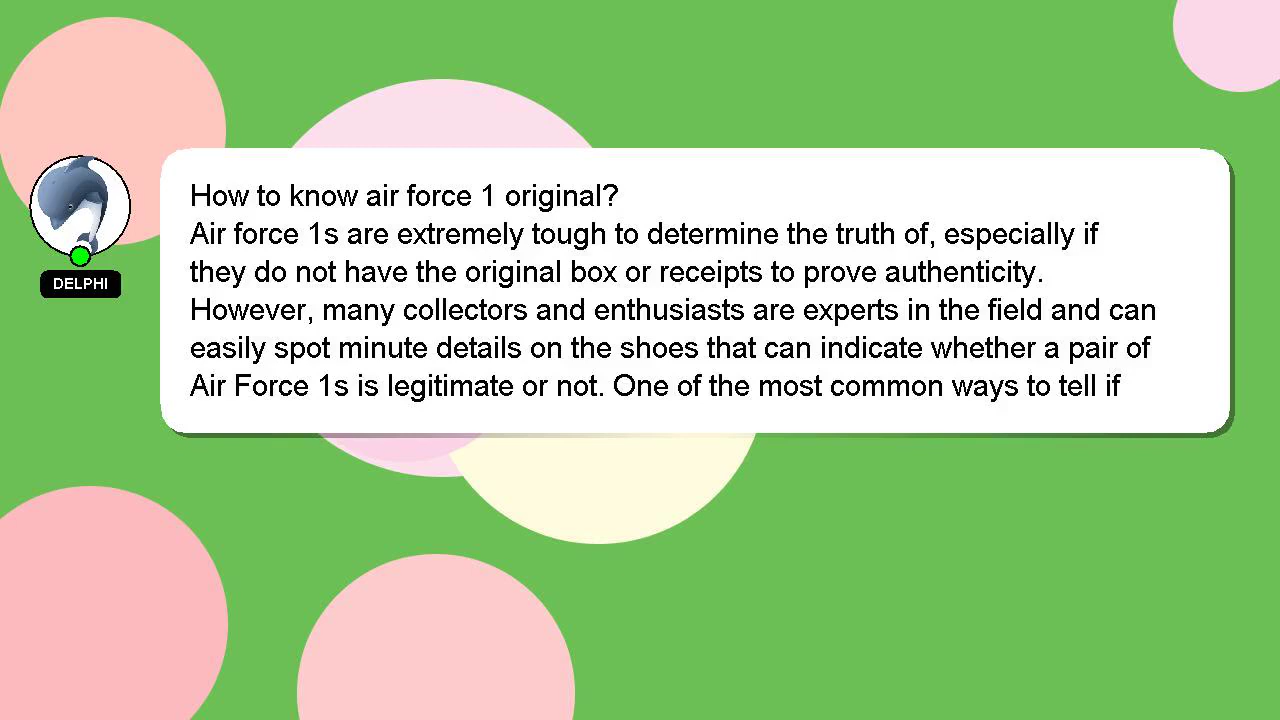 How to know air force 1 original?
Air force 1s are extremely tough to determine the truth of, especially if
they do not have the original box or receipts to prove authenticity.
However, many collectors and enthusiasts are experts in the field and can
easily spot minute details on the shoes that can indicate whether a pair of
Air Force 1s is legitimate or not. One of the most common ways to tell if
DELPHI